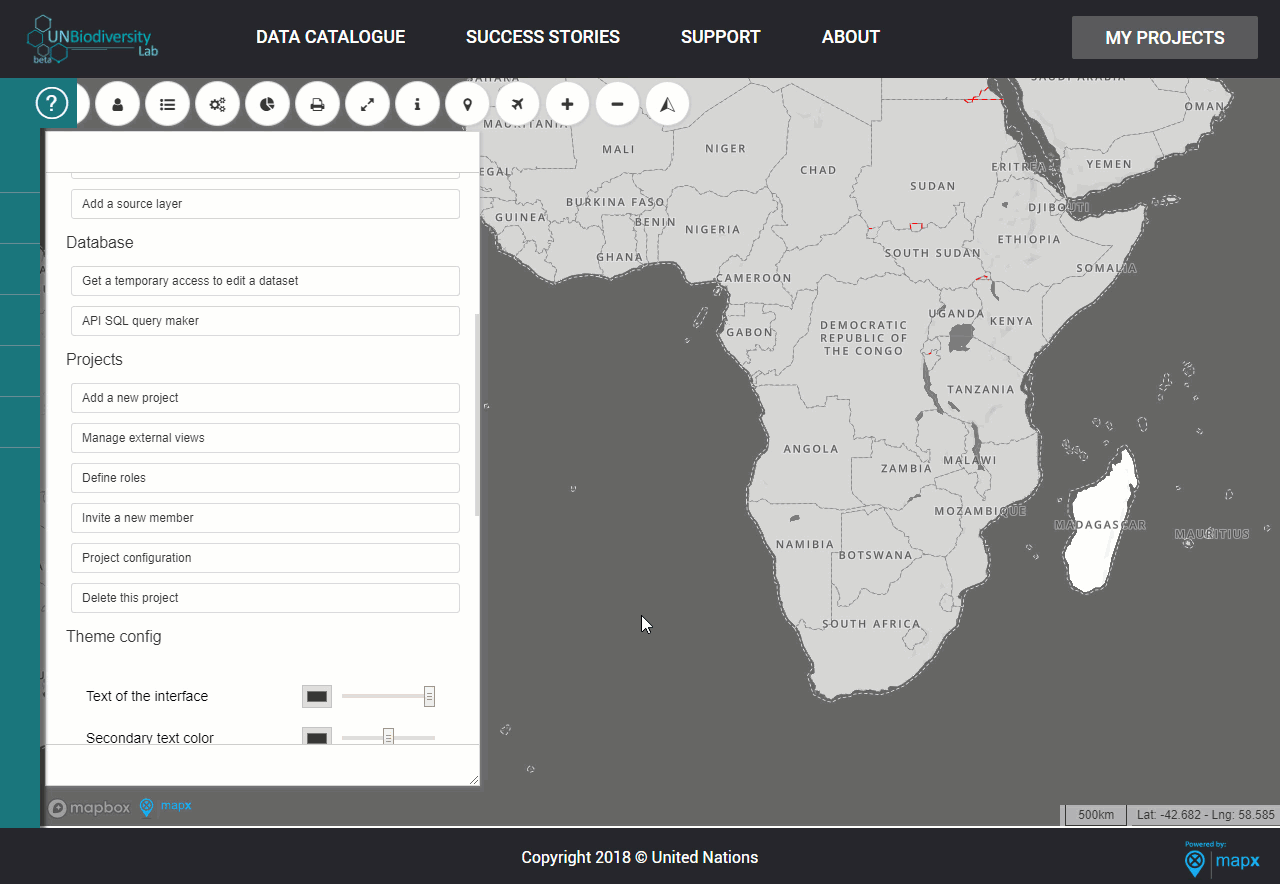 UNBiodiversity
Lab
beta
DATA CATALOGUE
SUCCESS STORIES
SUPPORT
ABOUT
MY PROJECTS
?
Add a source layer
Database
Get a temporary access to edit a dataset
API SQL query maker
Projects
Add a new project
Manage external views
Define roles
Invite a new member
Project configuration
Delete this project
Theme config
Text of the interface
Secondary text color
SAUDI ARABIA
OMAN
MAURITANIA
MALI
NIGER
CHAD
ERITREA
YEMEN
EGAL
SUDAN
BURKINA FASO
DJIBOUTI
GUINEA
BENIN
NIGERIA
ETHIOPIA
GHANA
SOUTH SUDAN
SOMALIA
CAMEROON
UGANDA
KENYA
GABON
DEMOCRATIC
REPUBLIC OF
THE CONGO
TANZANIA
ANGOLA
ZAMBIA
MALAWI
MOZAMBIQUE
MADAGASCAR
MAURITIUS
NAMIBIA
BOTSWANA
SOUTH AFRICA
mapbox
mapx
500km
Lat: -42.682 - Lng: 58.585
Copyright 2018 © United Nations
Powered by:
mapx